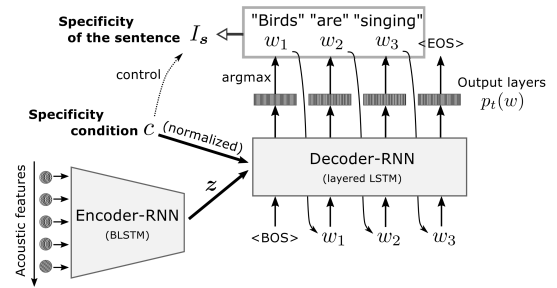 Specificity
of the sentence I_s
"Birds" "are" "singing"
w_1 w_2 w_3 <EOS>
control
argmax
Output layers
p_t(w)
Specificity
condition c (normalized)
Decoder-RNN
(layered LSTM)
z
Acoustic features
Encoder-RNN
(BLSTM)
<BOS> w_1 w_2 w_3